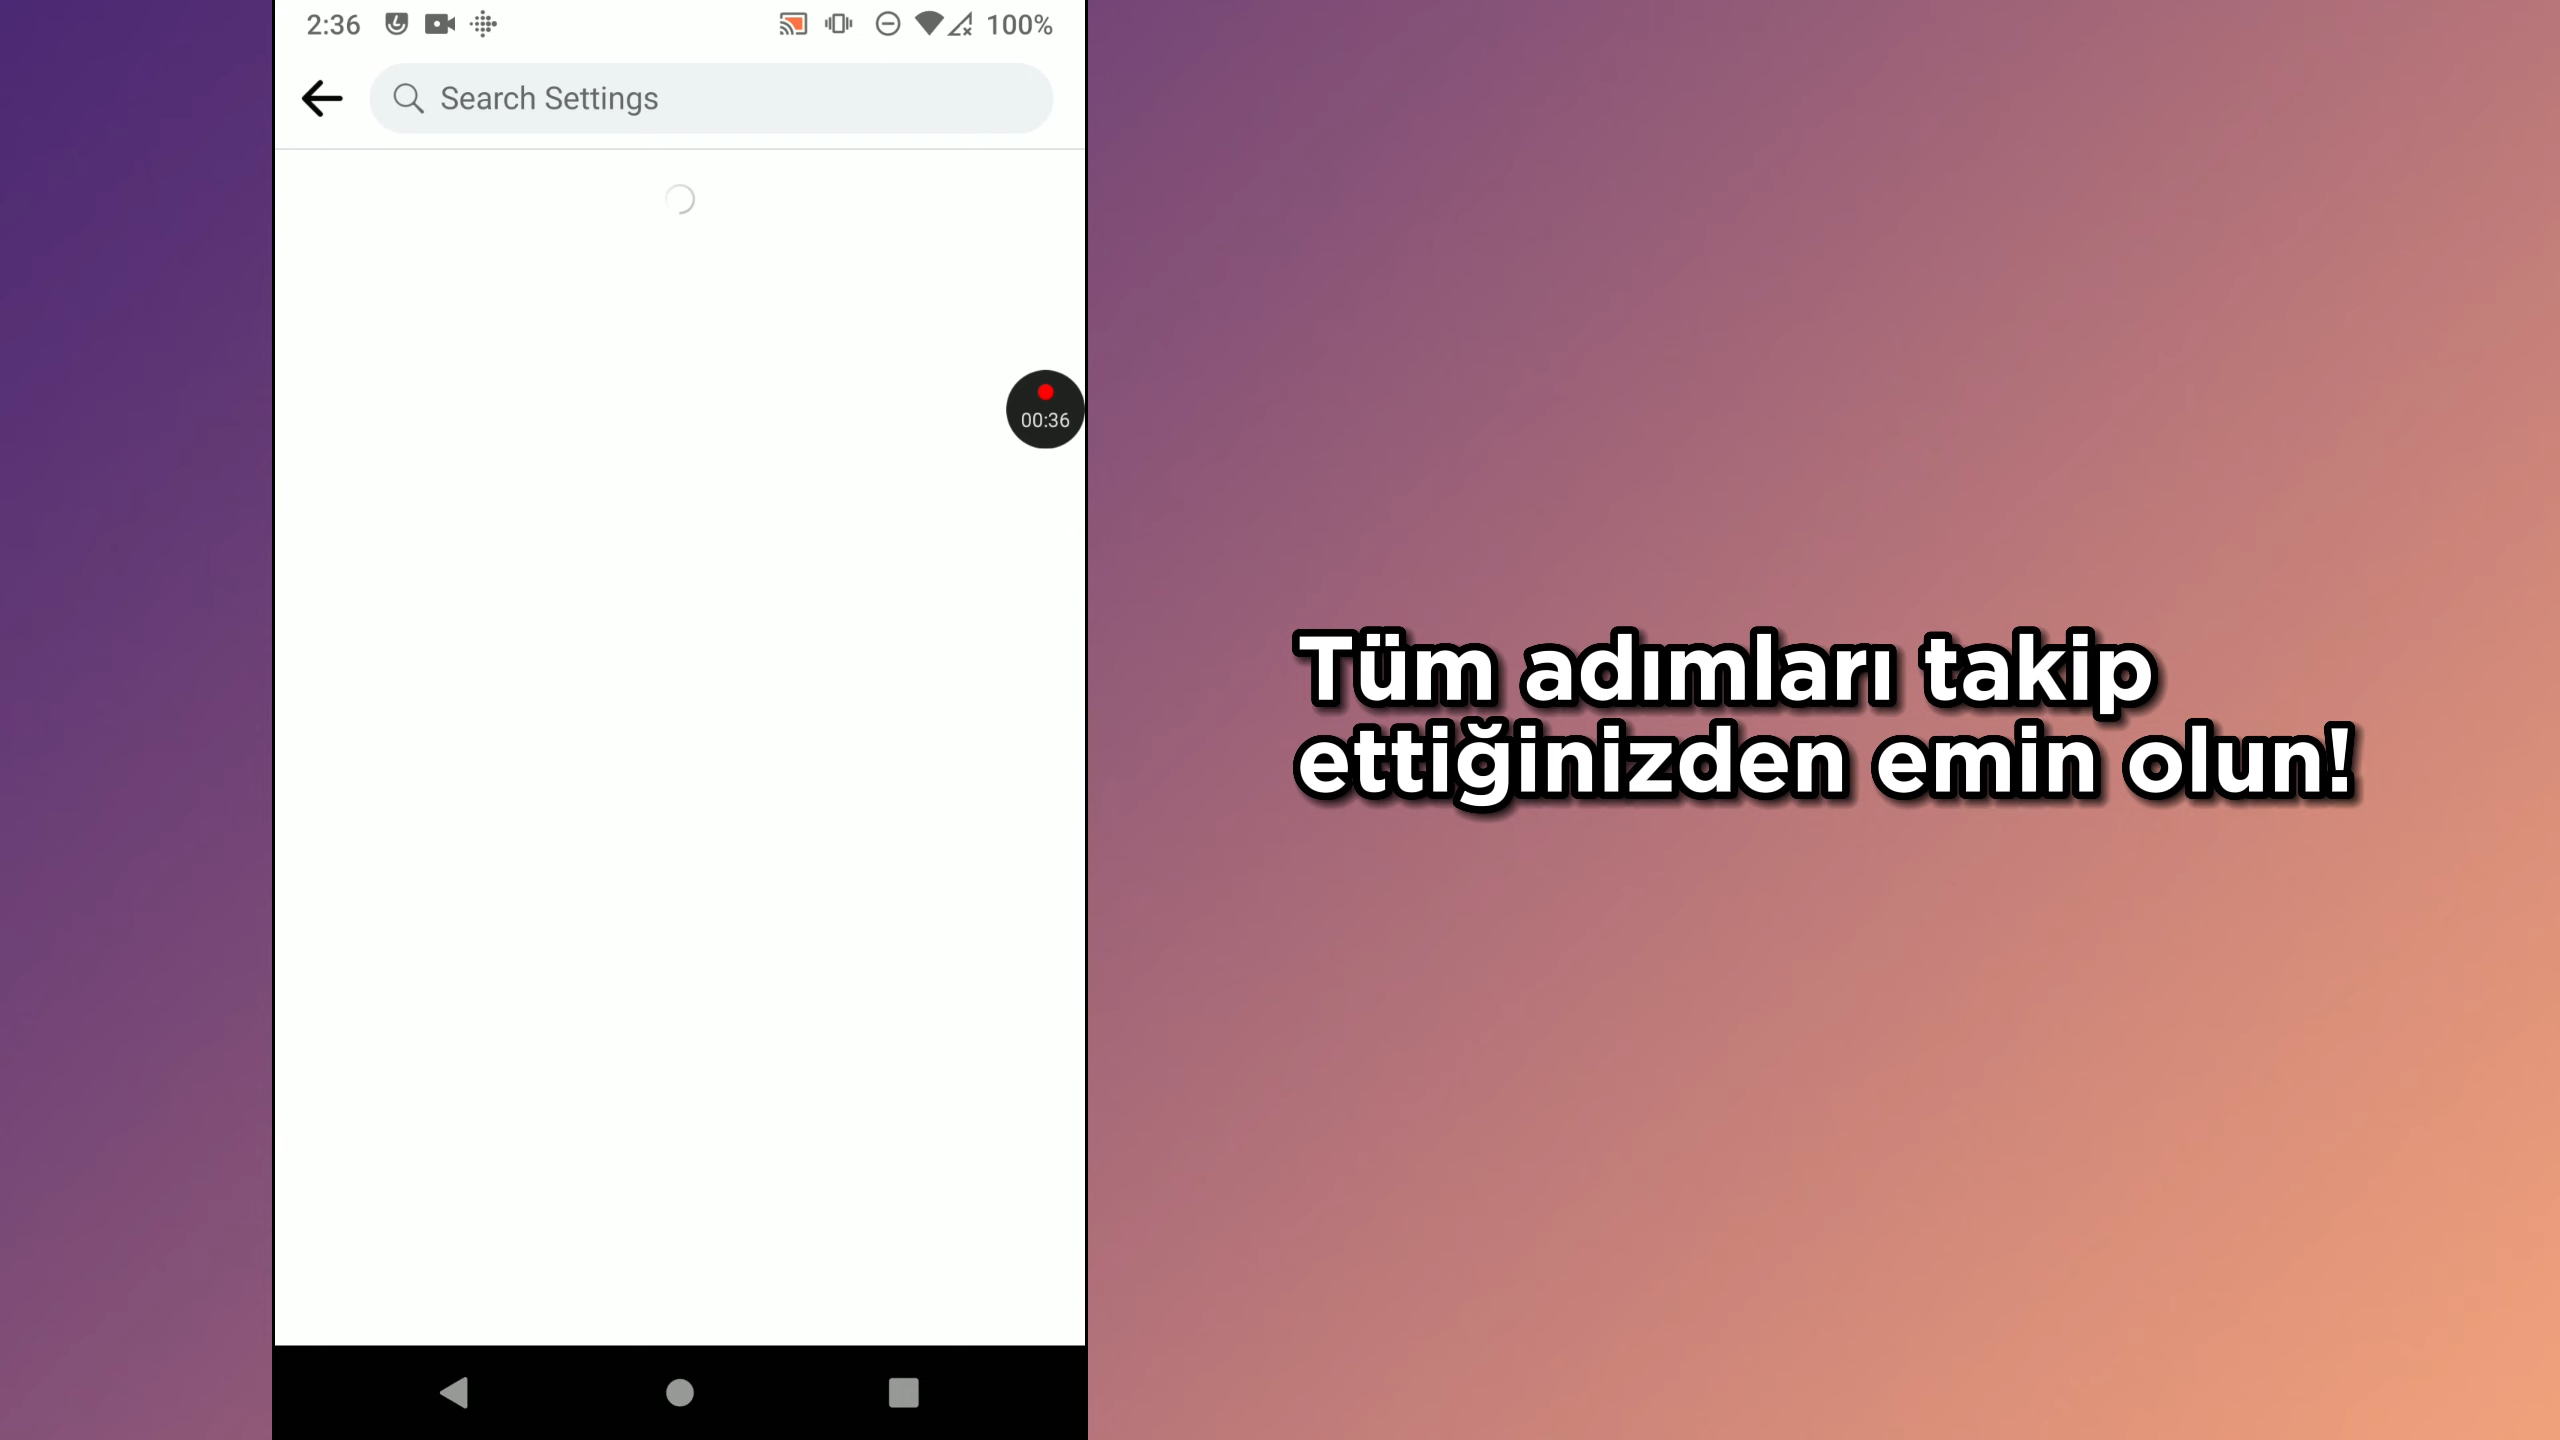 2:36
100%
Search Settings
00:36
Tüm adımları takip
ettiğinizden emin olun!